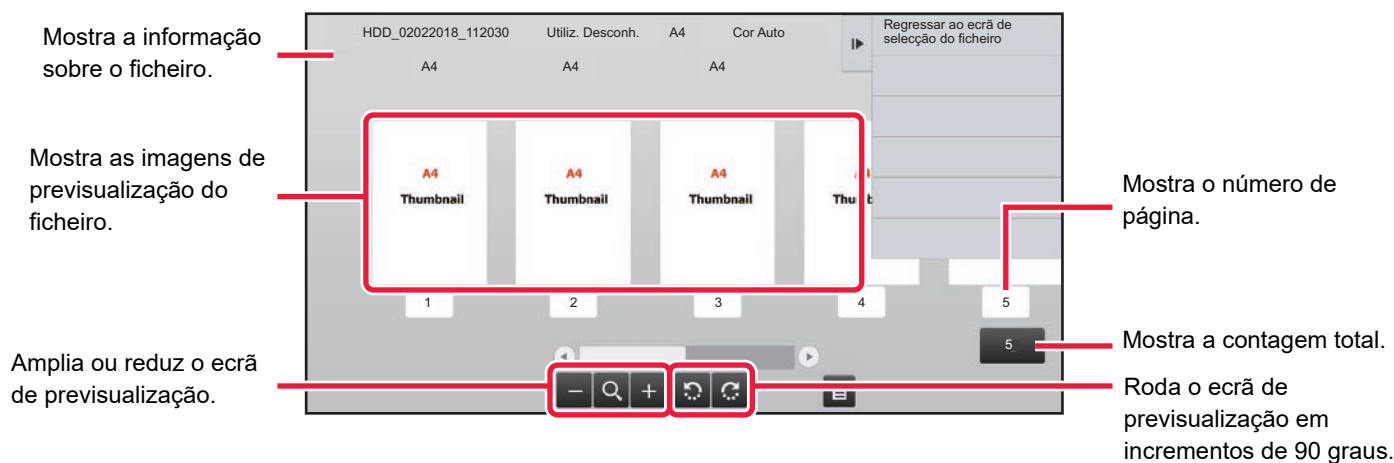 Mostra a informação
sobre o ficheiro.
HDD_02022018_112030 Utiliz. Desconh. A4 Cor Auto
A4 A4 A4
Regressar ao ecrã de
selecção do ficheiro
Mostra as imagens de
previsualização do
ficheiro.
A4 A4 A4
Thumbnail Thumbnail Thumbnail
Mostra o número de
página.
1 2 3 4 5
5
Mostra a contagem total.
Amplia ou reduz o ecrã
de previsualização.
Roda o ecrã de
previsualização em
incrementos de 90 graus.